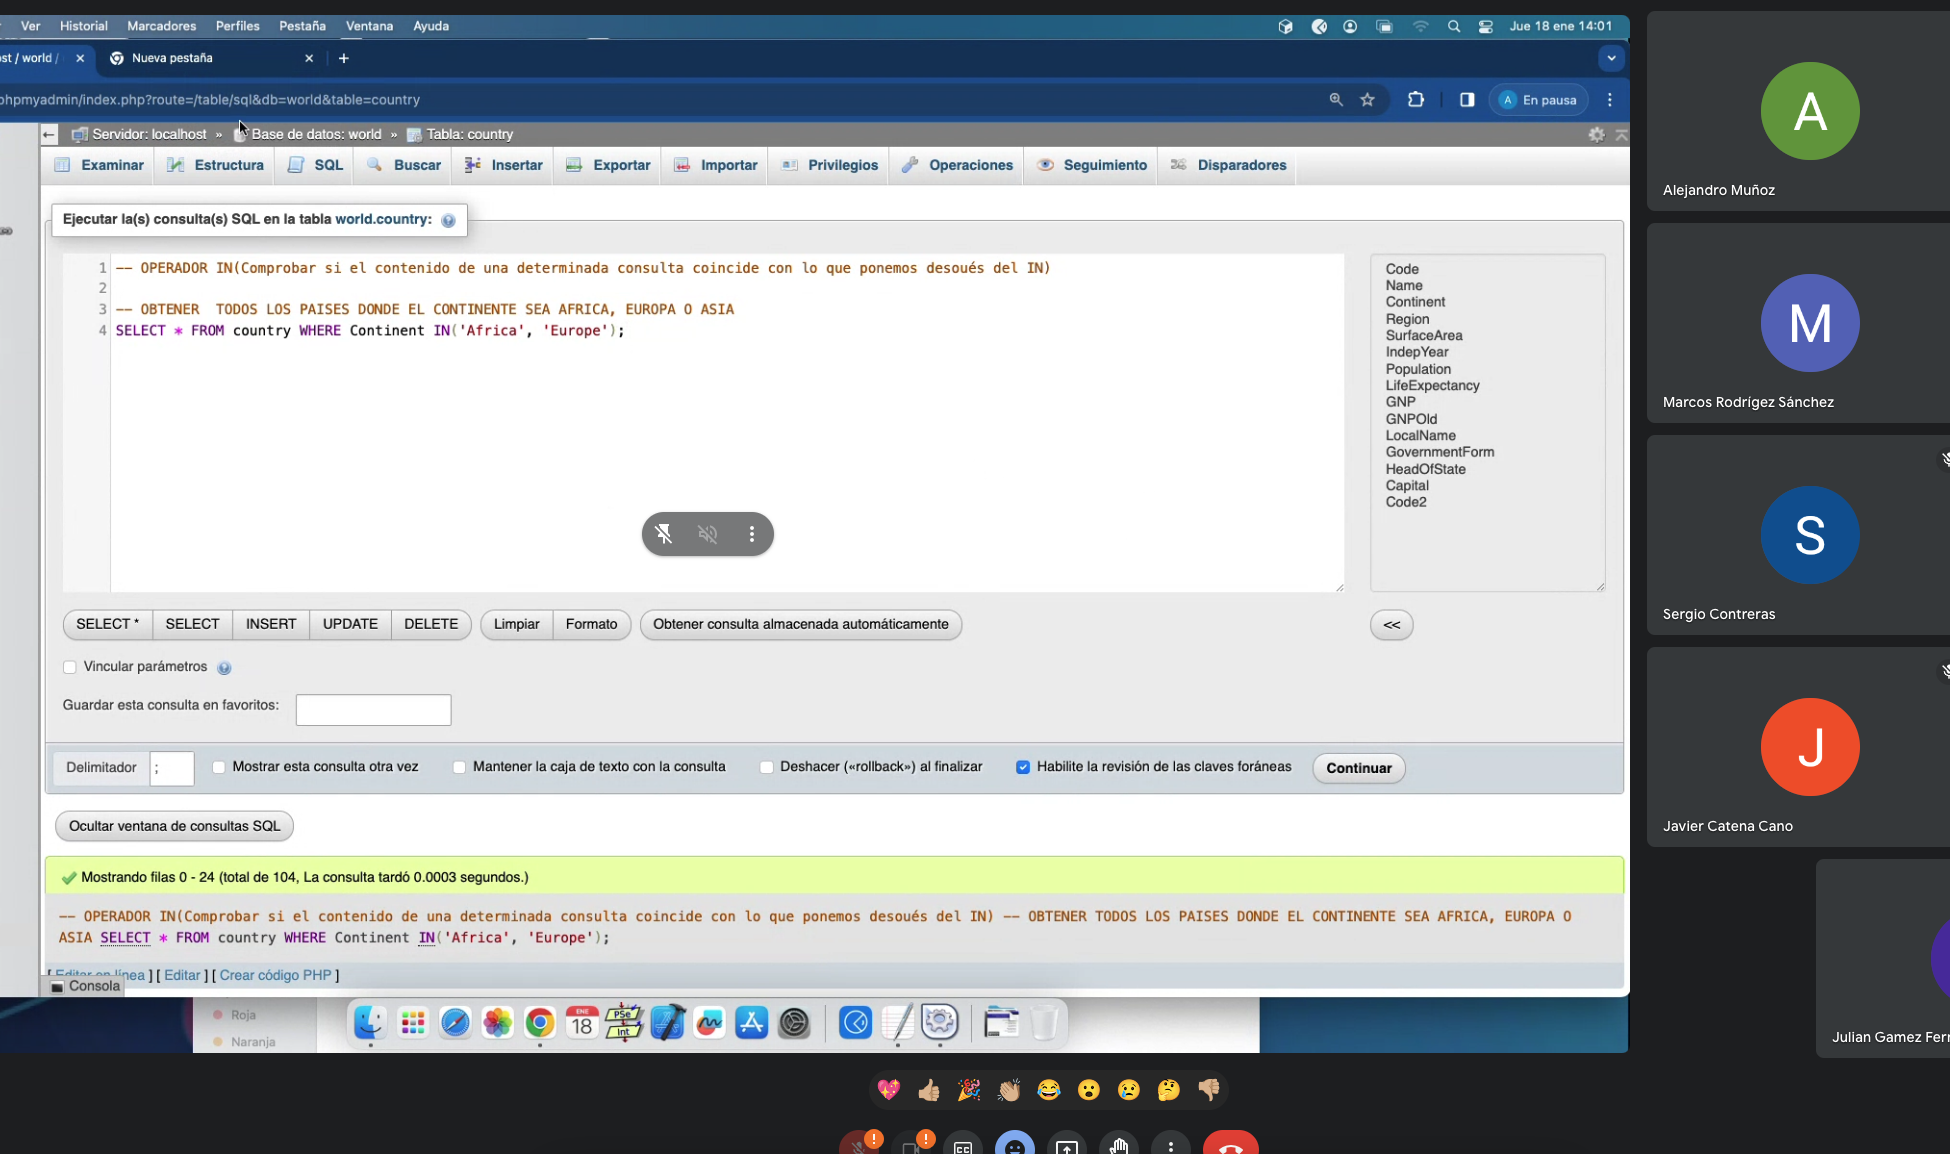 Ver Historial Marcadores Perfiles Pestaña Ventana Ayuda
Jue 18 ene 14:01
st / world /
Nueva pestaña
phpmyadmin/index.php?route=/table/sql&db=world&table=country
A En pausa
Servidor: localhost » Base de datos: world » Tabla: country
Examinar Estructura SQL Buscar Insertar Exportar Importar Privilegios Operaciones Seguimiento Disparadores
Ejecutar la(s) consulta(s) SQL en la tabla world.country:
1 -- OPERADOR IN(Comprobar si el contenido de una determinada consulta coincide con lo que ponemos desoués del IN)
2
3 -- OBTENER TODOS LOS PAISES DONDE EL CONTINENTE SEA AFRICA, EUROPA O ASIA
4 SELECT * FROM country WHERE Continent IN('Africa', 'Europe');
Code
Name
Continent
Region
SurfaceArea
IndepYear
Population
LifeExpectancy
GNP
GNPOld
LocalName
GovernmentForm
HeadOfState
Capital
Code2
SELECT * SELECT INSERT UPDATE DELETE Limpiar Formato Obtener consulta almacenada automáticamente <<
Vincular parámetros
Guardar esta consulta en favoritos:
Delimitador ; Mostrar esta consulta otra vez Mantener la caja de texto con la consulta Deshacer («rollback») al finalizar Habilite la revisión de las claves foráneas Continuar
Ocultar ventana de consultas SQL
Mostrando filas 0 - 24 (total de 104, La consulta tardó 0.0003 segundos.)
-- OPERADOR IN(Comprobar si el contenido de una determinada consulta coincide con lo que ponemos desoués del IN) -- OBTENER TODOS LOS PAISES DONDE EL CONTINENTE SEA AFRICA, EUROPA O
ASIA SELECT * FROM country WHERE Continent IN('Africa', 'Europe');
[ Editar en línea ] [ Editar ] [ Crear código PHP ]
Consola
Roja
Naranja
ENE
18
PSe
Int
A
Alejandro Muñoz
M
Marcos Rodrígez Sánchez
S
Sergio Contreras
J
Javier Catena Cano
Julian Gamez Ferr